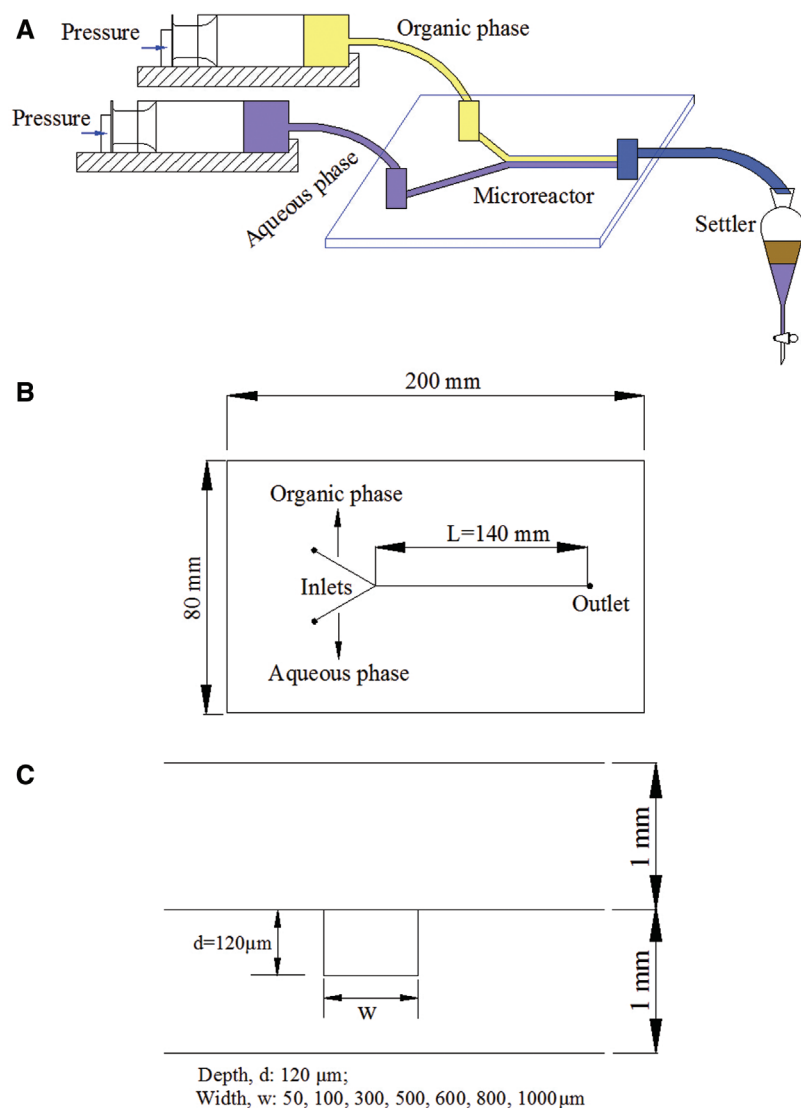 A
Pressure
Organic phase
Pressure
Aqueous phase
Microreactor
Settler
B
200 mm
80 mm
Organic phase
L=140 mm
Inlets
Outlet
Aqueous phase
C
1 mm
d=120µm
1 mm
w
Depth, d: 120 µm;
Width, w: 50, 100, 300, 500, 600, 800, 1000µm